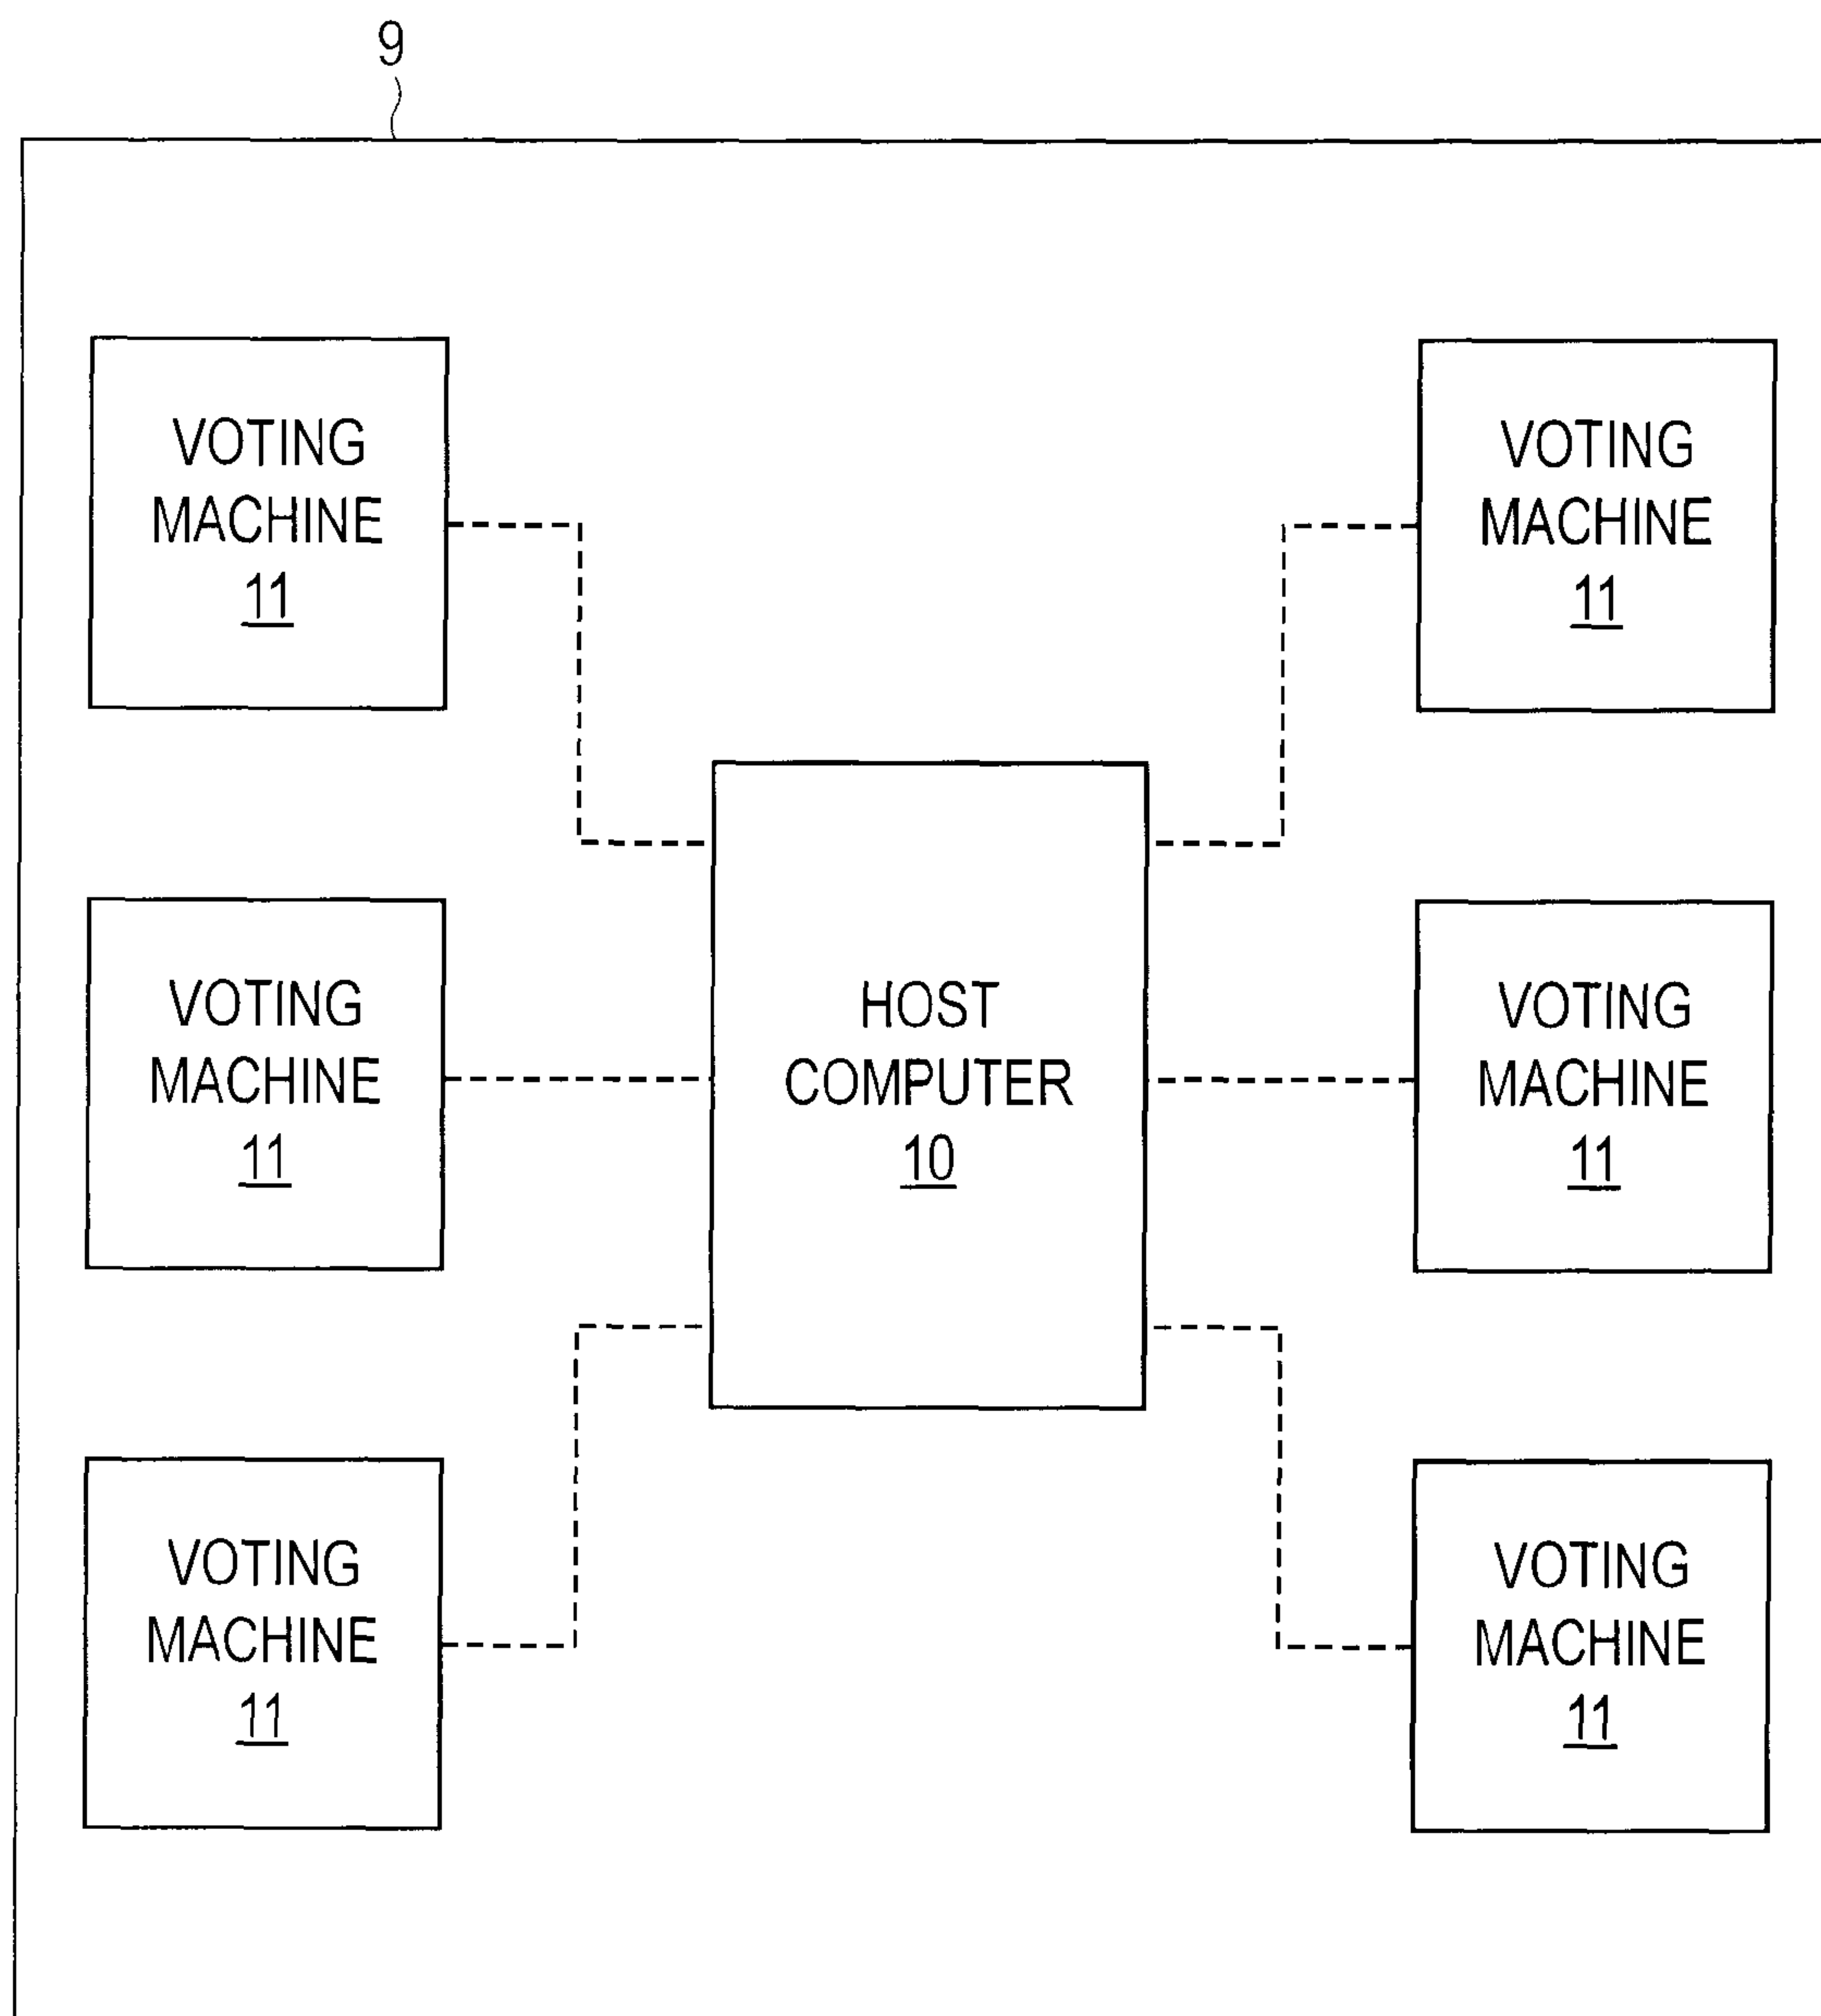 9
VOTING
MACHINE
11
VOTING
MACHINE
11
VOTING
MACHINE
11
HOST
COMPUTER
10
VOTING
MACHINE
11
VOTING
MACHINE
11
VOTING
MACHINE
11